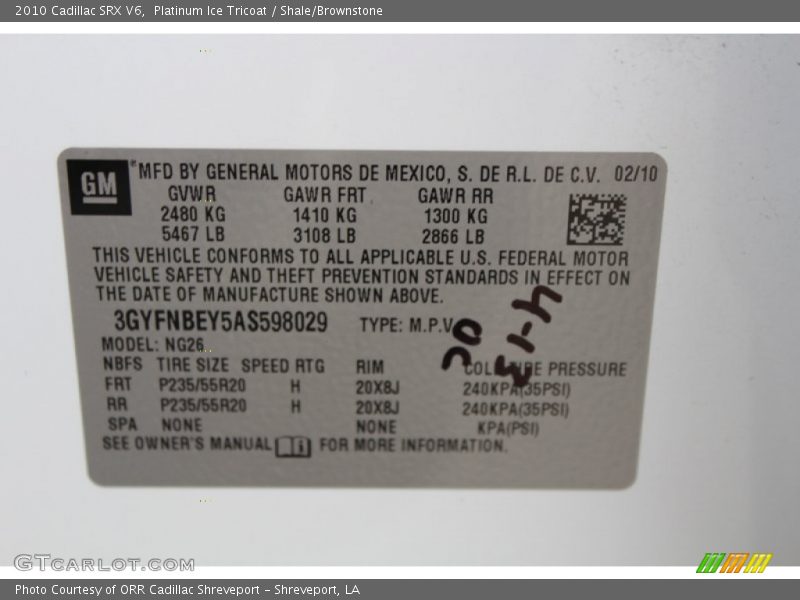 2010 Cadillac SRX V6,  Platinum Ice Tricoat / Shale/Brownstone
GM ® MFD BY GENERAL MOTORS DE MEXICO, S. DE R.L. DE C.V. 02/10
GVWR GAWR FRT GAWR RR
2480 KG 1410 KG 1300 KG
5467 LB 3108 LB 2866 LB
THIS VEHICLE CONFORMS TO ALL APPLICABLE U.S. FEDERAL MOTOR
VEHICLE SAFETY AND THEFT PREVENTION STANDARDS IN EFFECT ON
THE DATE OF MANUFACTURE SHOWN ABOVE.
3GYFNBEY5AS598029 TYPE: M.P.V.
MODEL: NG26
NBFS TIRE SIZE SPEED RTG RIM COLD TIRE PRESSURE
FRT P235/55R20 H 20X8J 240KPA(35PSI)
RR P235/55R20 H 20X8J 240KPA(35PSI)
SPA NONE NONE KPA(PSI)
SEE OWNER'S MANUAL FOR MORE INFORMATION.
GTCARLOT.COM
Photo Courtesy of ORR Cadillac Shreveport - Shreveport, LA